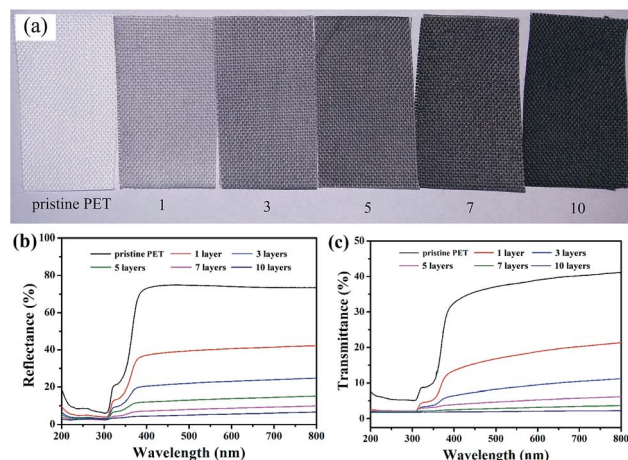 (a)
pristine PET 1 3 5 7 10
(b)
100
80
60
40
20
0
200 300 400 500 600 700 800
Reflectance (%)
Wavelength (nm)
pristine PET 1 layer 3 layers
5 layers 7 layers 10 layers
(c)
50
40
30
20
10
0
200 300 400 500 600 700 800
Transmittance (%)
Wavelength (nm)
pristine PET 1 layer 3 layers
5 layers 7 layers 10 layers